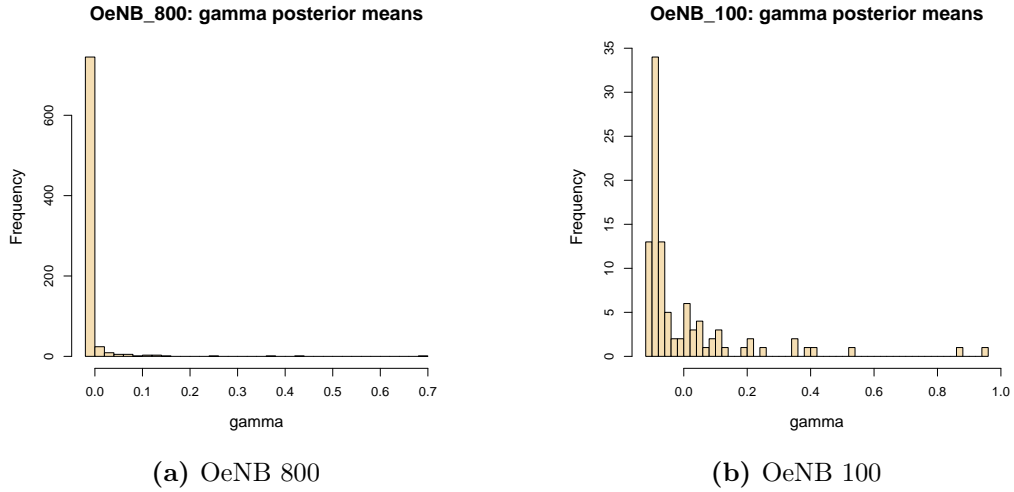 OeNB_800: gamma posterior means
Frequency
0
200
400
600
0.0 0.1 0.2 0.3 0.4 0.5 0.6 0.7
gamma
(a) OeNB 800
OeNB_100: gamma posterior means
Frequency
0
5
10
15
20
25
30
35
0.0 0.2 0.4 0.6 0.8 1.0
gamma
(b) OeNB 100